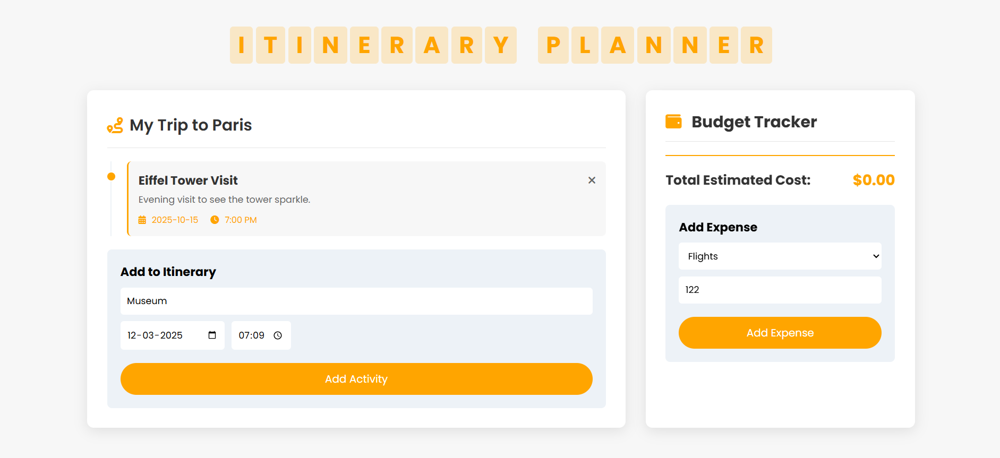 ITINERARY PLANNER
My Trip to Paris
Eiffel Tower Visit
Evening visit to see the tower sparkle.
2025-10-15 7:00 PM
Add to Itinerary
Museum
12-03-2025 07:09
Add Activity
Budget Tracker
Total Estimated Cost: $0.00
Add Expense
Flights
122
Add Expense